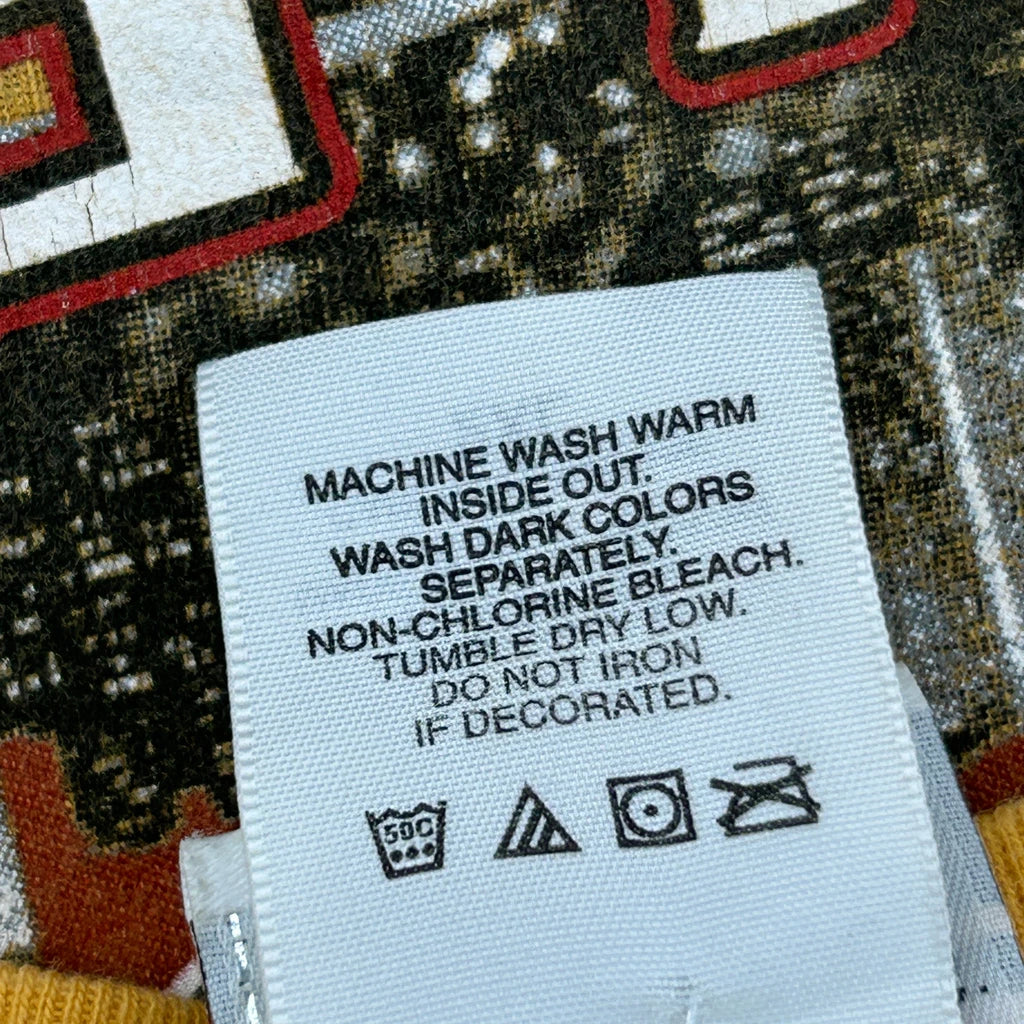 MACHINE WASH WARM
INSIDE OUT.
WASH DARK COLORS
SEPARATELY.
NON-CHLORINE BLEACH.
TUMBLE DRY LOW.
DO NOT IRON
IF DECORATED.
50C